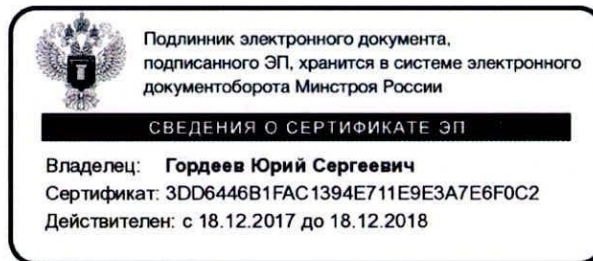 Подлинник электронного документа,
подписанного ЭП, хранится в системе электронного
документоборота Минстроя России
СВЕДЕНИЯ О СЕРТИФИКАТЕ ЭП
Владелец: Гордеев Юрий Сергеевич
Сертификат: 3DD6446B1FAC1394E711E9E3A7E6F0C2
Действителен: с 18.12.2017 до 18.12.2018